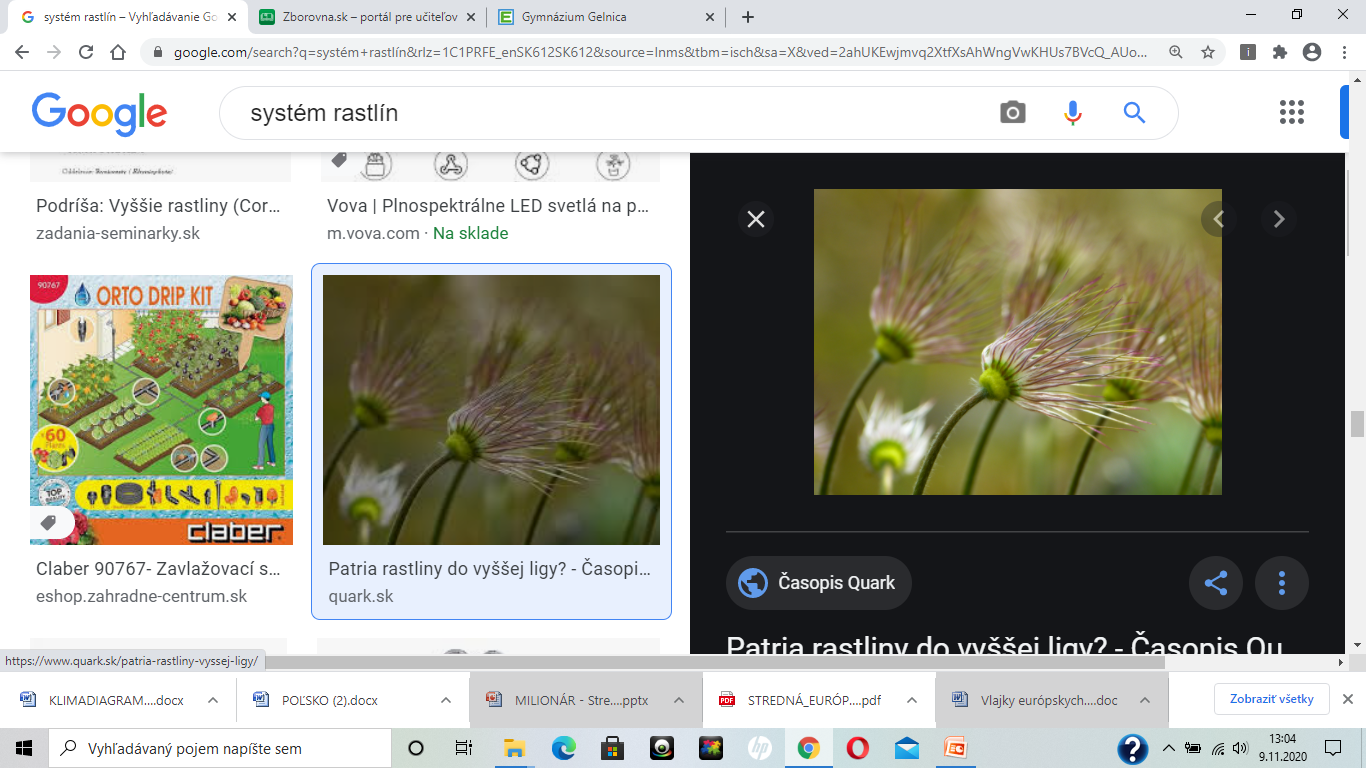 systém rastlín – Vyhľadávanie Go
Zborovna.sk – portál pre učiteľov
Gymnázium Gelnica
google.com/search?q=systém+rastlín&rlz=1C1PRFE_enSK612SK612&source=lnms&tbm=isch&sa=X&ved=2ahUKEwjmvq2XtfXsAhWngVwKHUs7BVcQ_AUo...
Google
systém rastlín
Podríša: Vyššie rastliny (Cor...
zadania-seminarky.sk
Vova | Plnospektrálne LED svetlá na p...
m.vova.com · Na sklade
90767
ORTO DRIP KIT
60
TOP
claber
Claber 90767- Zavlažovací s...
eshop.zahradne-centrum.sk
Patria rastliny do vyššej ligy? - Časopi...
quark.sk
Časopis Quark
Patria rastliny do vyššej ligy? - Časopis Qu
https://www.quark.sk/patria-rastliny-vyssej-ligy/
KLIMADIAGRAM....docx
POĽSKO (2).docx
MILIONÁR - Stre....pptx
STREDNÁ_EURÓP....pdf
Vlajky európskych....doc
Zobraziť všetky
Vyhľadávaný pojem napíšte sem
13:04
9.11.2020